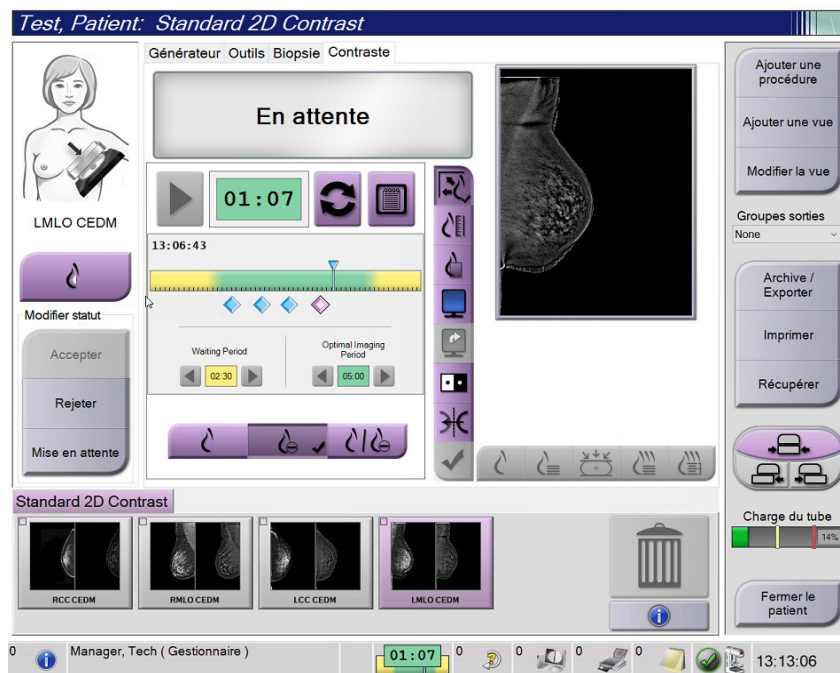 Test, Patient: Standard 2D Contrast
Générateur Outils Biopsie Contraste
En attente
LMLO CEDM
01:07
13:06:43
Waiting Period
Optimal Imaging
Period
02:30
05:00
Modifier statut
Accepter
Rejeter
Mise en attente
Ajouter une
procédure
Ajouter une vue
Modifier la vue
Groupes sorties
None
Archive /
Exporter
Imprimer
Récupérer
Charge du tube
14%
Fermer le
patient
Standard 2D Contrast
RCC CEDM
RMLO CEDM
LCC CEDM
LMLO CEDM
0
Manager, Tech ( Gestionnaire )
01:07
0
0
0
0
13:13:06